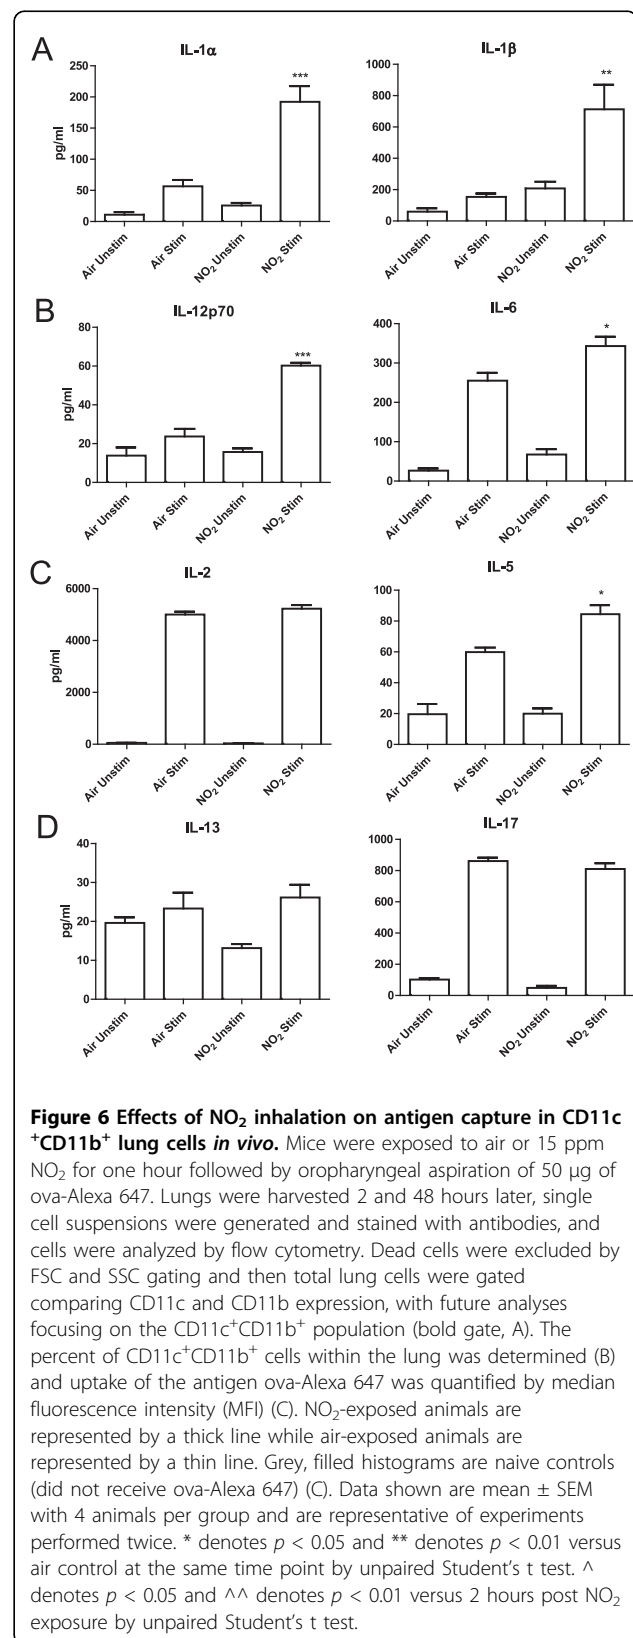 A
IL-1α
pg/ml
250
200
150
100
50
0
***
Air Unstim
Air Stim
NO₂ Unstim
NO₂ Stim
IL-1β
1000
800
600
400
200
0
**
Air Unstim
Air Stim
NO₂ Unstim
NO₂ Stim
B
IL-12p70
pg/ml
80
60
40
20
0
***
Air Unstim
Air Stim
NO₂ Unstim
NO₂ Stim
IL-6
400
300
200
100
0
*
Air Unstim
Air Stim
NO₂ Unstim
NO₂ Stim
C
IL-2
pg/ml
6000
4000
2000
0
Air Unstim
Air Stim
NO₂ Unstim
NO₂ Stim
IL-5
100
80
60
40
20
0
*
Air Unstim
Air Stim
NO₂ Unstim
NO₂ Stim
D
IL-13
pg/ml
40
30
20
10
0
Air Unstim
Air Stim
NO₂ Unstim
NO₂ Stim
IL-17
1000
800
600
400
200
0
Air Unstim
Air Stim
NO₂ Unstim
NO₂ Stim
Figure 6 Effects of NO₂ inhalation on antigen capture in CD11c
⁺CD11b⁺ lung cells in vivo. Mice were exposed to air or 15 ppm
NO₂ for one hour followed by oropharyngeal aspiration of 50 μg of
ova-Alexa 647. Lungs were harvested 2 and 48 hours later, single
cell suspensions were generated and stained with antibodies, and
cells were analyzed by flow cytometry. Dead cells were excluded by
FSC and SSC gating and then total lung cells were gated
comparing CD11c and CD11b expression, with future analyses
focusing on the CD11c⁺CD11b⁺ population (bold gate, A). The
percent of CD11c⁺CD11b⁺ cells within the lung was determined (B)
and uptake of the antigen ova-Alexa 647 was quantified by median
fluorescence intensity (MFI) (C). NO₂-exposed animals are
represented by a thick line while air-exposed animals are
represented by a thin line. Grey, filled histograms are naive controls
(did not receive ova-Alexa 647) (C). Data shown are mean ± SEM
with 4 animals per group and are representative of experiments
performed twice. * denotes p < 0.05 and ** denotes p < 0.01 versus
air control at the same time point by unpaired Student's t test. ^
denotes p < 0.05 and ^^ denotes p < 0.01 versus 2 hours post NO₂
exposure by unpaired Student's t test.